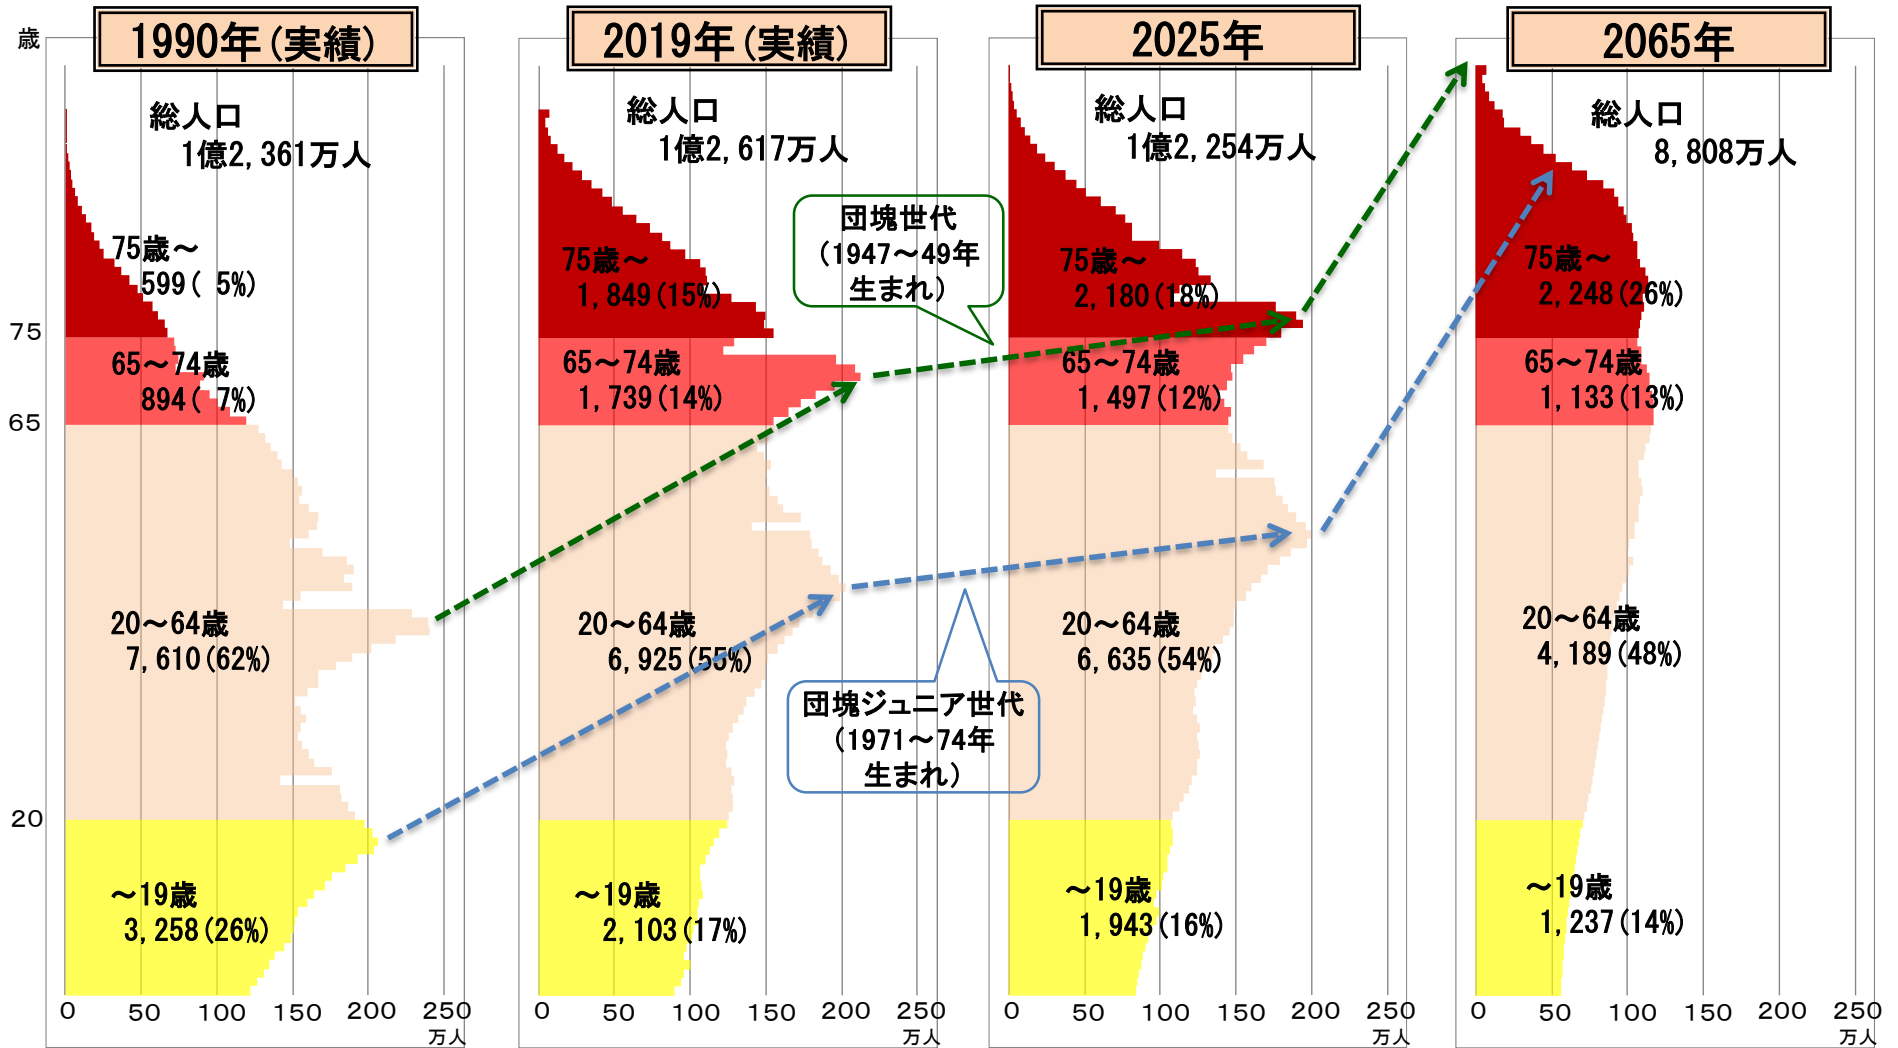 歳
1990年(実績)
総人口
1億2,361万人
75歳～
599( 5%)
75
65～74歳
894( 7%)
65
20～64歳
7,610(62%)
20
～19歳
3,258(26%)
0 50 100 150 200 250
万人
2019年(実績)
総人口
1億2,617万人
75歳～
1,849(15%)
65～74歳
1,739(14%)
20～64歳
6,925(55%)
～19歳
2,103(17%)
0 50 100 150 200 250
万人
団塊世代
(1947～49年
生まれ)
団塊ジュニア世代
(1971～74年
生まれ)
2025年
総人口
1億2,254万人
75歳～
2,180(18%)
65～74歳
1,497(12%)
20～64歳
6,635(54%)
～19歳
1,943(16%)
0 50 100 150 200 250
万人
2065年
総人口
8,808万人
75歳～
2,248(26%)
65～74歳
1,133(13%)
20～64歳
4,189(48%)
～19歳
1,237(14%)
0 50 100 150 200 250
万人